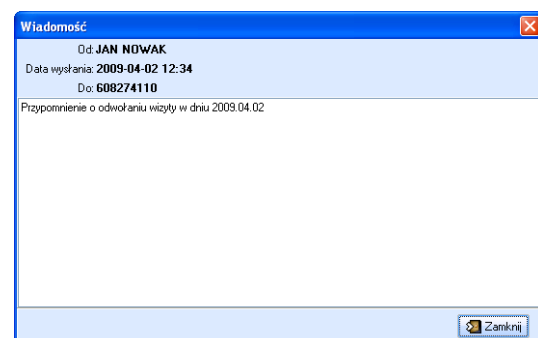 Wiadomość
Od: JAN NOWAK
Data wysłania: 2009-04-02 12:34
Do: 608274110
Przypomnienie o odwołaniu wizyty w dniu 2009.04.02
Zamknij